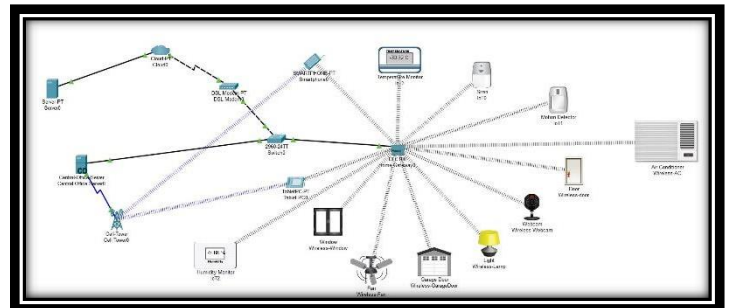 Cloud-PT
Cloud0
Server-PT
Server0
DSL Modem-PT
DSL Modem0
SMARTPHONE-PT
Smartphone0
Temperature Monitor
Siren
Motion Detector
2960-24TT
Home Gateway0
Air Conditioner
Wireless-AC
Door
Wireless-door
CO
Central-Office-Server
Central Office Server0
TabletPC-PT
Cell-Tower
Cell Tower0
Window
Wireless-Window
Webcam
Wireless Webcam
Light
Wireless-Lamp
Humidity Monitor
Fan
Wireless-Fan
Garage Door
Wireless-GarageDoor